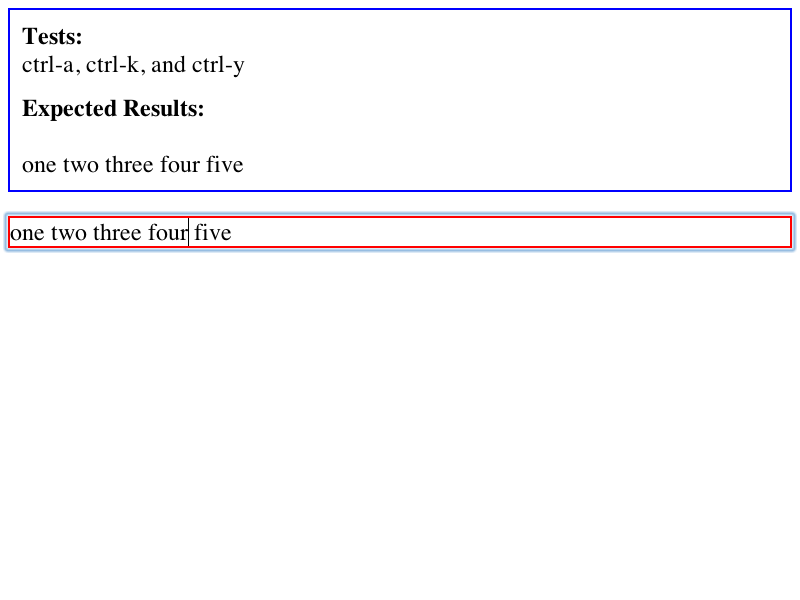 Tests:
ctrl-a, ctrl-k, and ctrl-y
Expected Results:
one two three four five
one two three four five